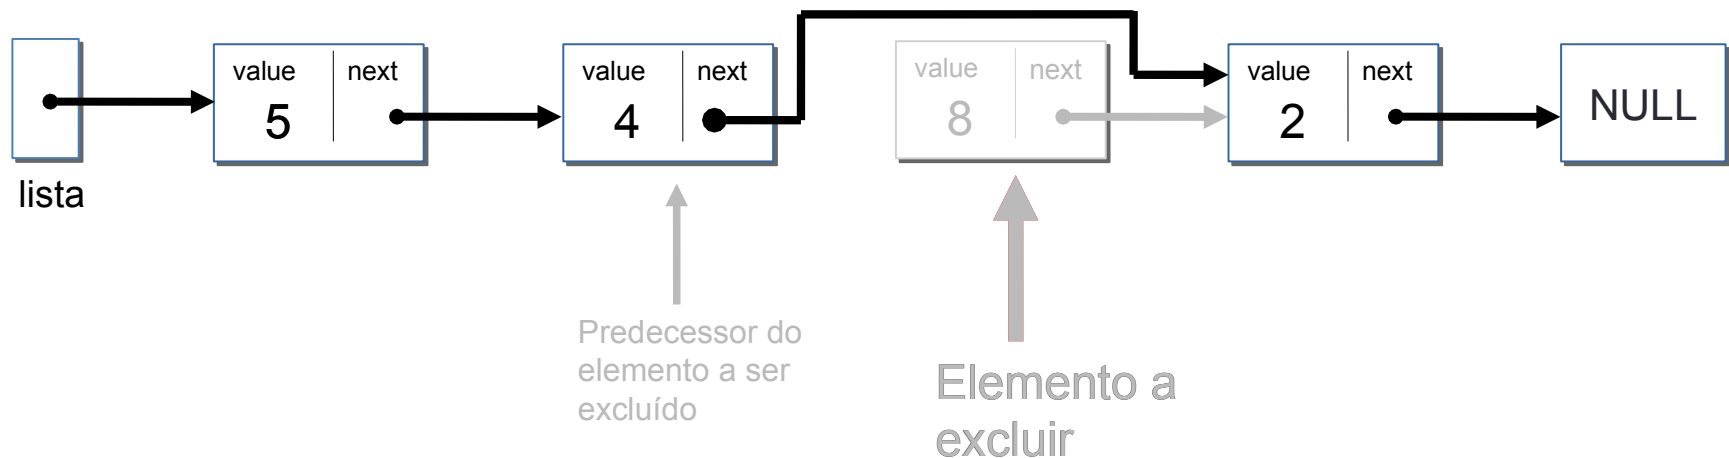 value next
5
value next
4
value next
8
value next
2
NULL
lista
Predecessor do
elemento a ser
excluído
Elemento a
excluir